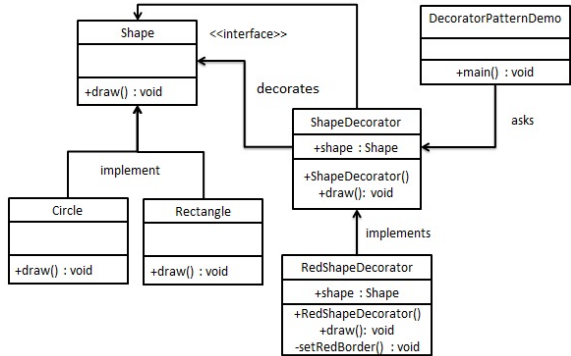 Shape
<<interface>>
+draw() : void
DecoratorPatternDemo
+main() : void
decorates
asks
ShapeDecorator
+shape : Shape
+ShapeDecorator()
+draw(): void
implement
Circle
+draw() : void
Rectangle
+draw() : void
implements
RedShapeDecorator
+shape : Shape
+RedShapeDecorator()
+draw(): void
-setRedBorder() : void